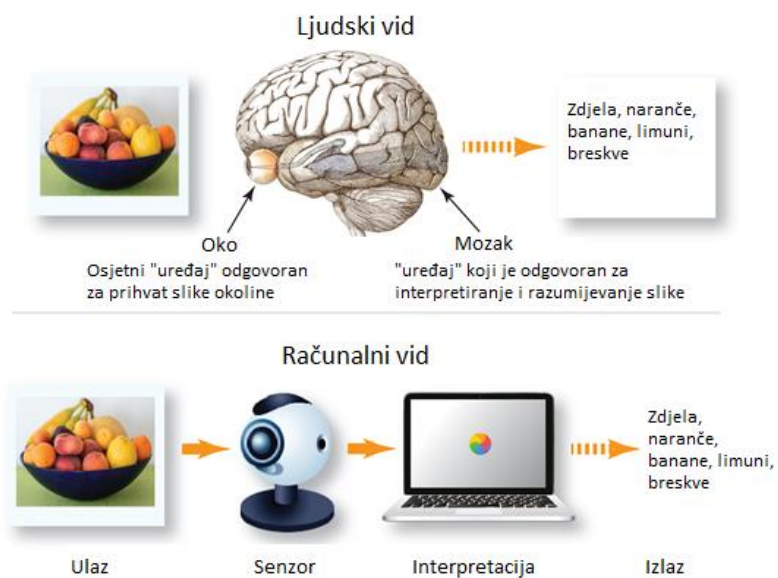 Ljudski vid
Zdjela, naranče,
banane, limuni,
breskve
Oko
Osjetni "uređaj" odgovoran
za prihvat slike okoline
Mozak
"uređaj" koji je odgovoran za
interpretiranje i razumijevanje slike
Računalni vid
Zdjela,
naranče,
banane, limuni,
breskve
Ulaz
Senzor
Interpretacija
Izlaz